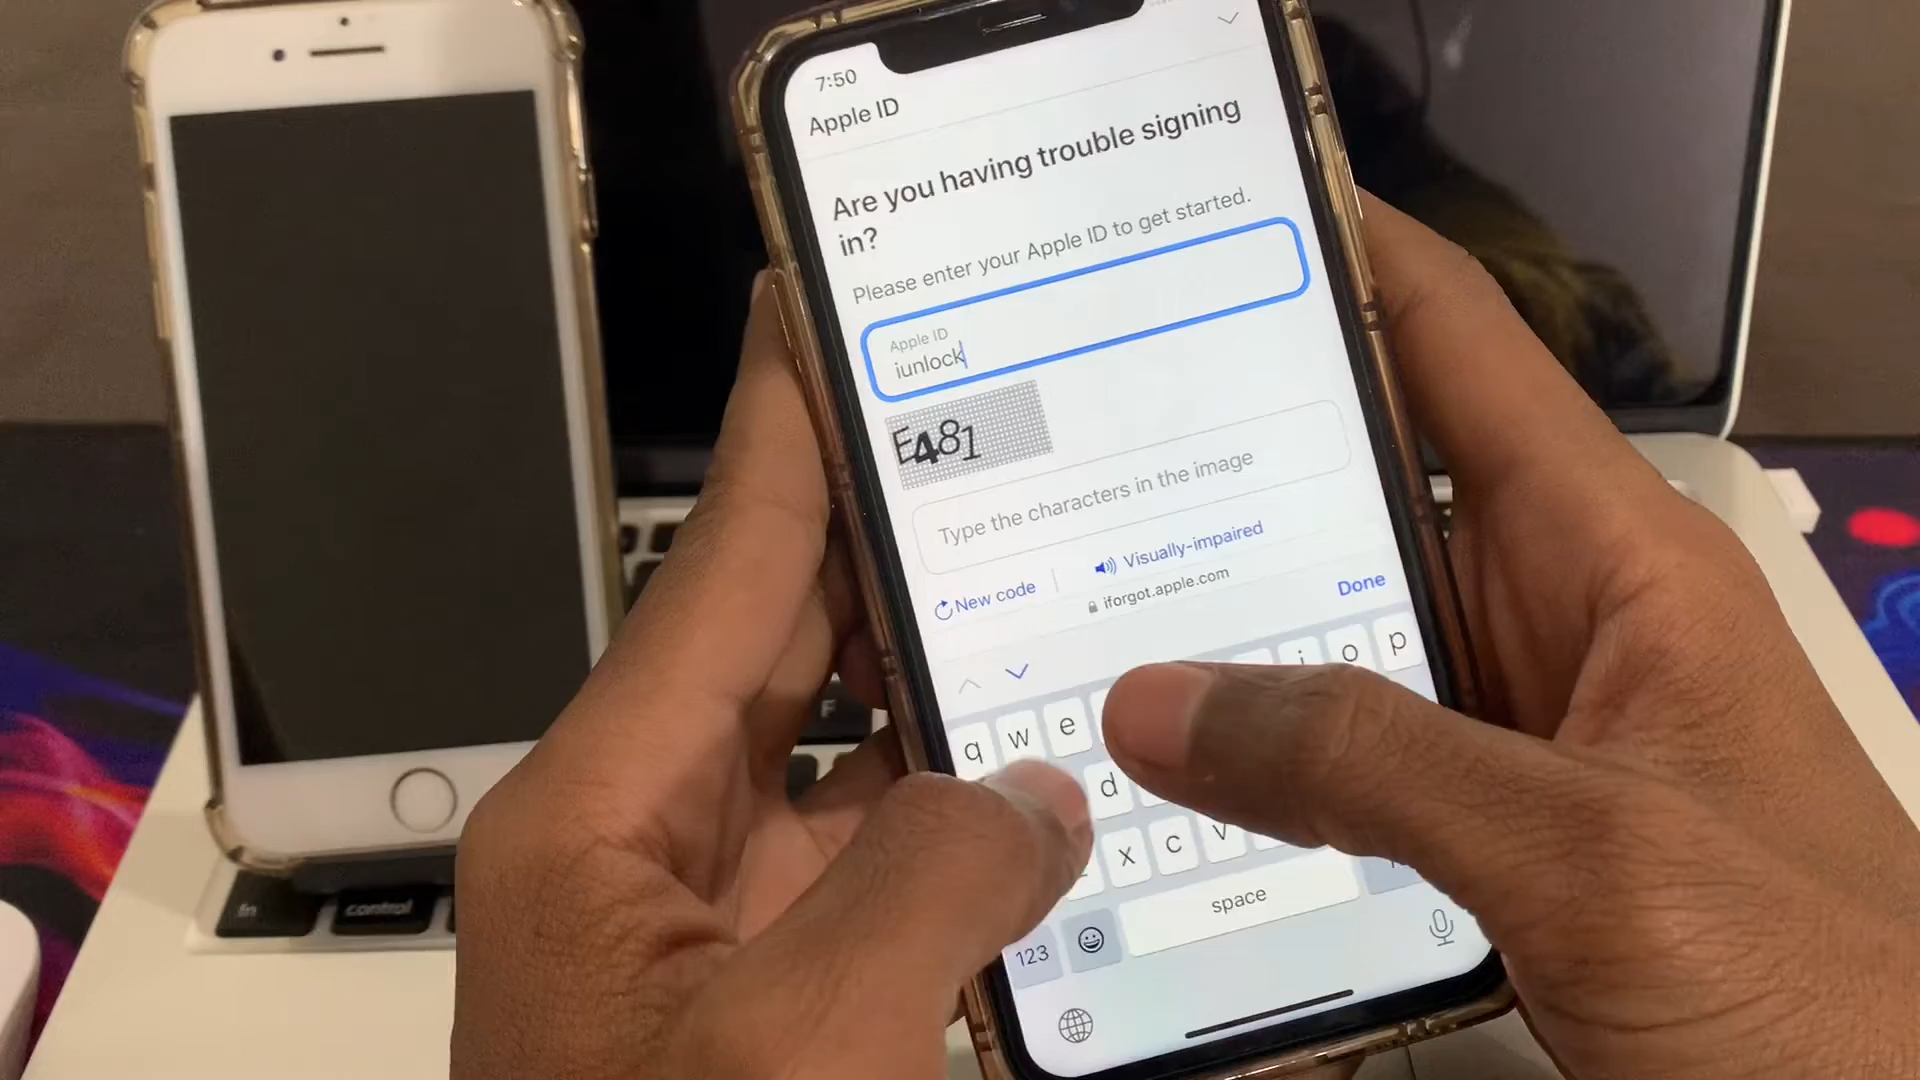 7:50
Apple ID
Are you having trouble signing
in?
Please enter your Apple ID to get started.
Apple ID
iunlock
E481
Type the characters in the image
New code
Visually-impaired
iforgot.apple.com
Done
q w e i o p
d
x c v
space
123
F
fn
control